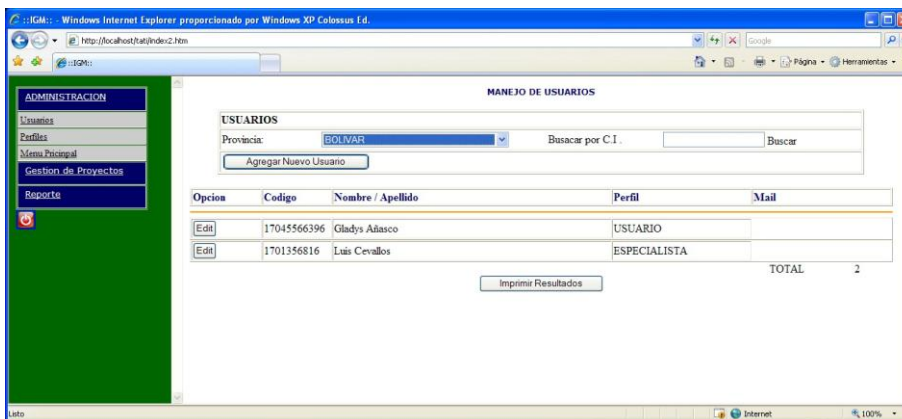 ::IGM:: - Windows Internet Explorer proporcionado por Windows XP Colossus Ed.
http://localhost/tati/index2.htm
Google
::IGM::
Página
Herramientas
ADMINISTRACION
Usuarios
Perfiles
Menu Pricingal
Gestion de Proyectos
Reporte
MANEJO DE USUARIOS
USUARIOS
Provincia: BOLIVAR Busacar por C.I . Buscar
Agregar Nuevo Usuario
Opcion Codigo Nombre / Apellido Perfil Mail
Edit 17045566396 Gladys Añasco USUARIO
Edit 1701356816 Luis Cevallos ESPECIALISTA
TOTAL 2
Imprimir Resultados
Listo
Internet
100%